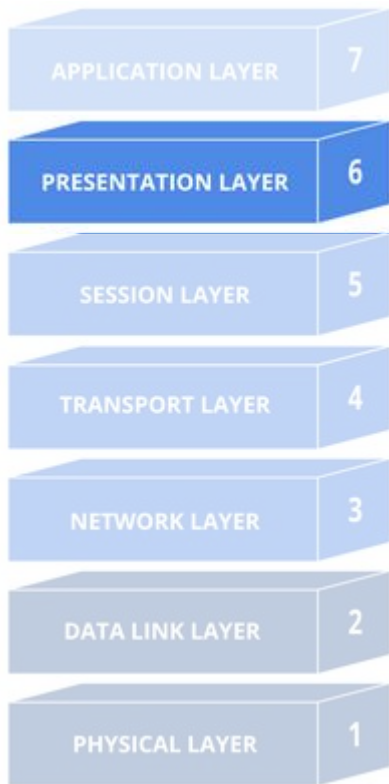 APPLICATION LAYER 7
PRESENTATION LAYER 6
SESSION LAYER 5
TRANSPORT LAYER 4
NETWORK LAYER 3
DATA LINK LAYER 2
PHYSICAL LAYER 1